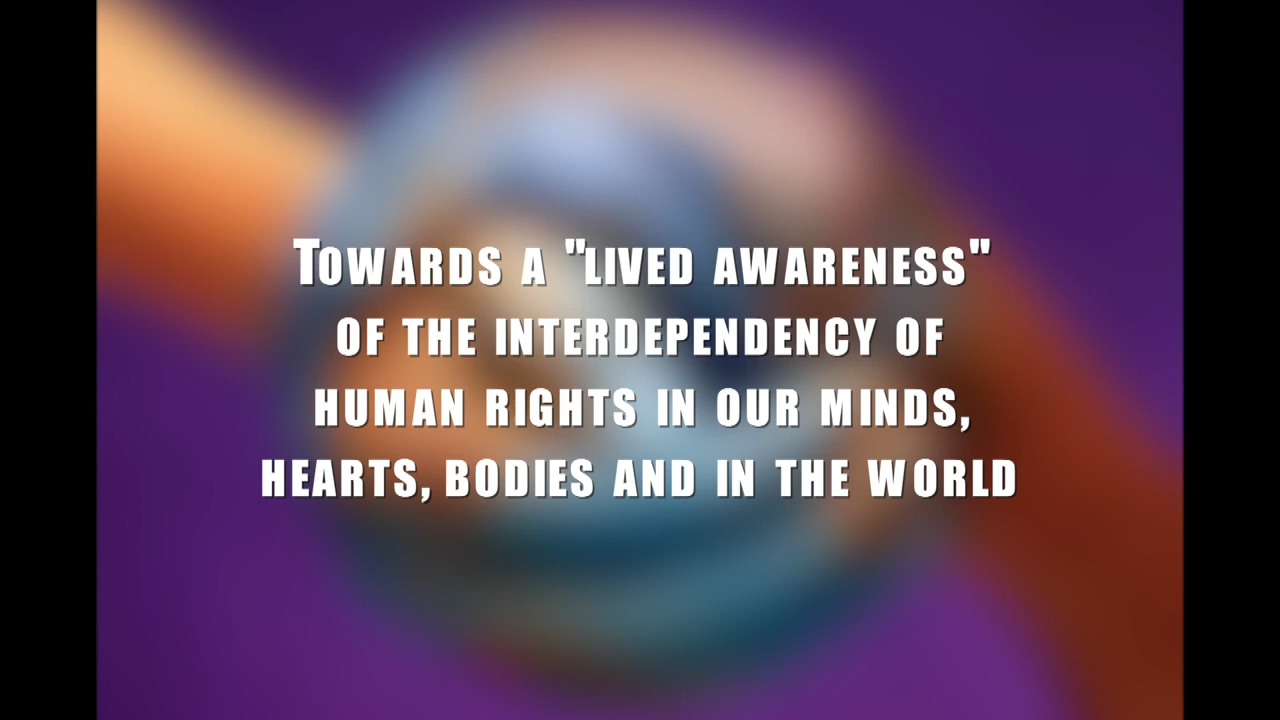 Towards a "lived awareness"
of the interdependency of
human rights in our minds,
hearts, bodies and in the world